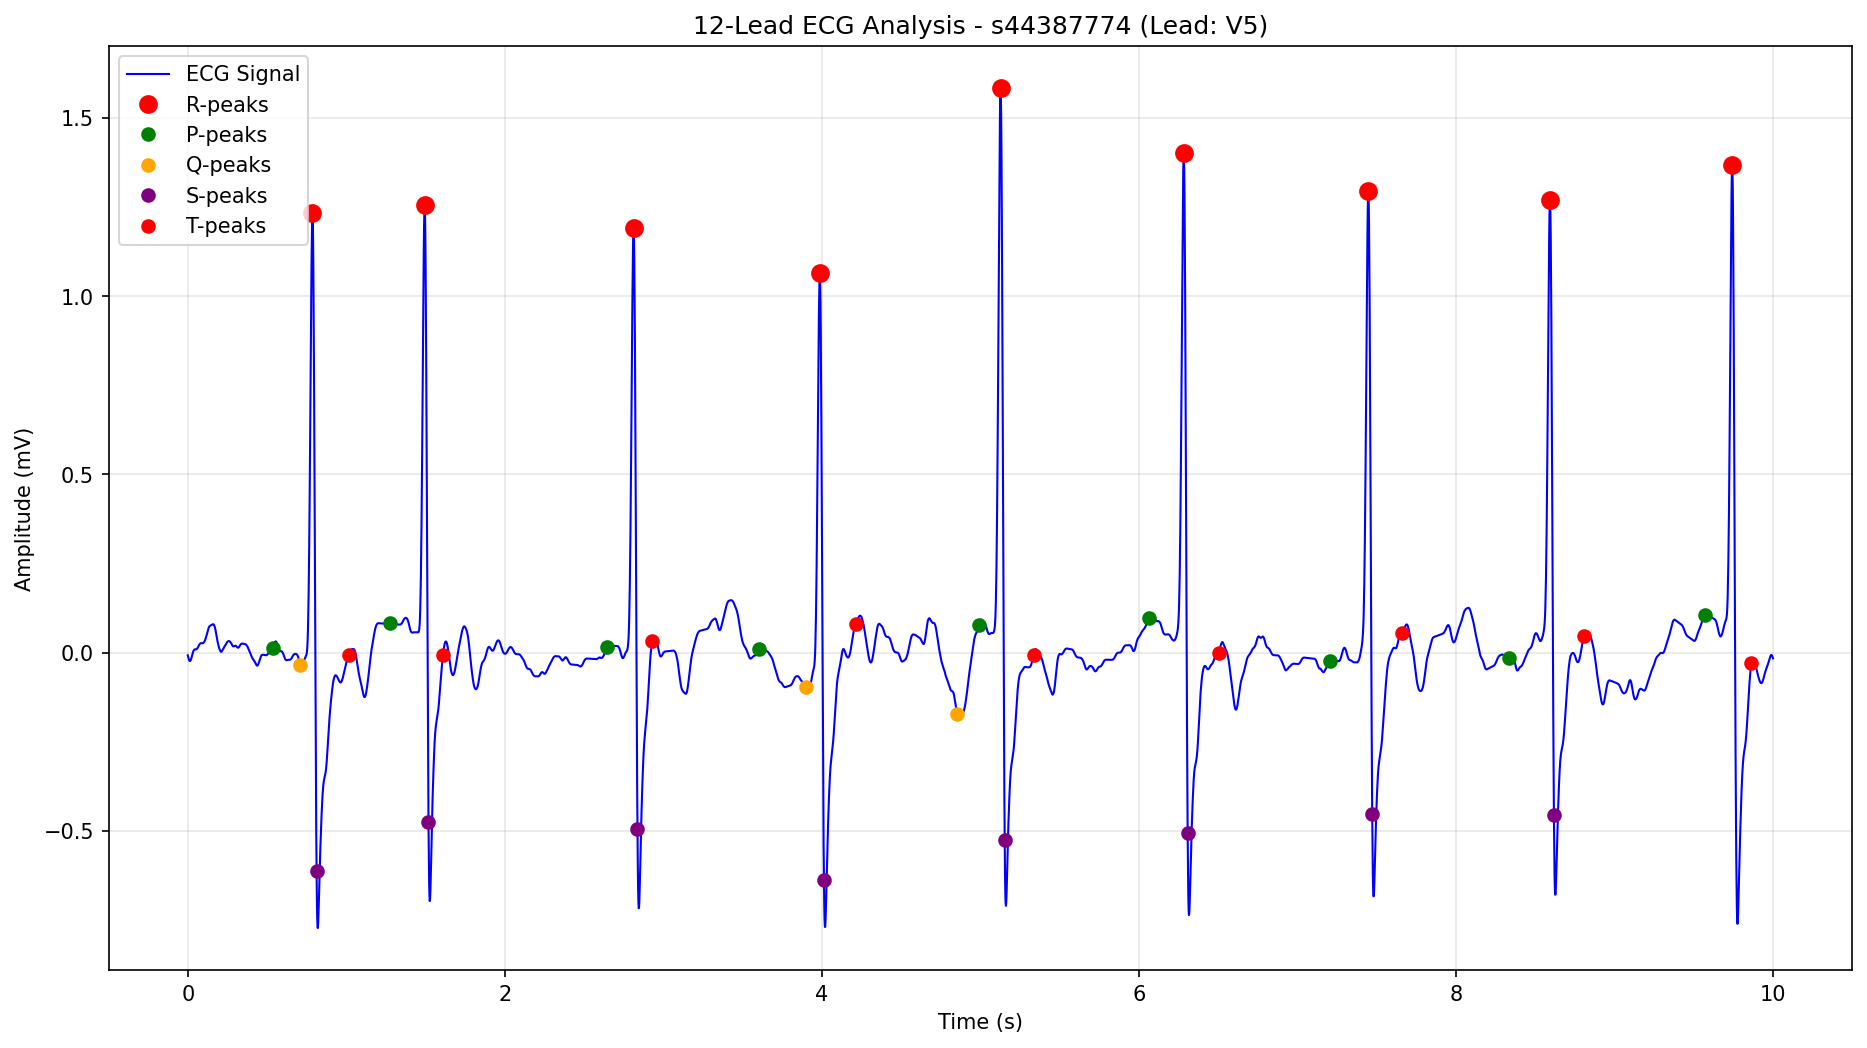 12-Lead ECG Analysis - s44387774 (Lead: V5)
ECG Signal
R-peaks
P-peaks
Q-peaks
S-peaks
T-peaks
1.5
1.0
0.5
0.0
−0.5
Amplitude (mV)
0 2 4 6 8 10
Time (s)